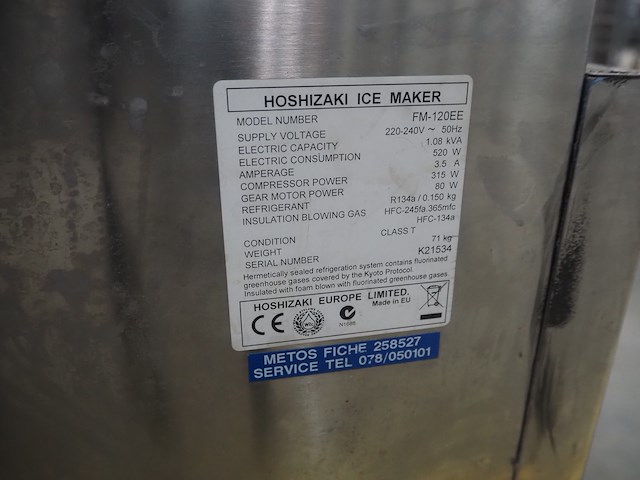 HOSHIZAKI ICE MAKER
MODEL NUMBER FM-120EE
SUPPLY VOLTAGE 220-240V ~ 50Hz
ELECTRIC CAPACITY 1.08 kVA
ELECTRIC CONSUMPTION 520 W
AMPERAGE 3.5 A
COMPRESSOR POWER 315 W
GEAR MOTOR POWER 80 W
REFRIGERANT R134a / 0.150 kg
INSULATION BLOWING GAS HFC-245fa 365mfc
HFC-134a
CONDITION CLASS T
WEIGHT 71 kg
SERIAL NUMBER K21534
Hermetically sealed refrigeration system contains fluorinated
greenhouse gases covered by the Kyoto Protocol.
Insulated with foam blown with fluorinated greenhouse gases.
HOSHIZAKI EUROPE LIMITED.
Made in EU
CE
METOS FICHE 258527
SERVICE TEL 078/050101